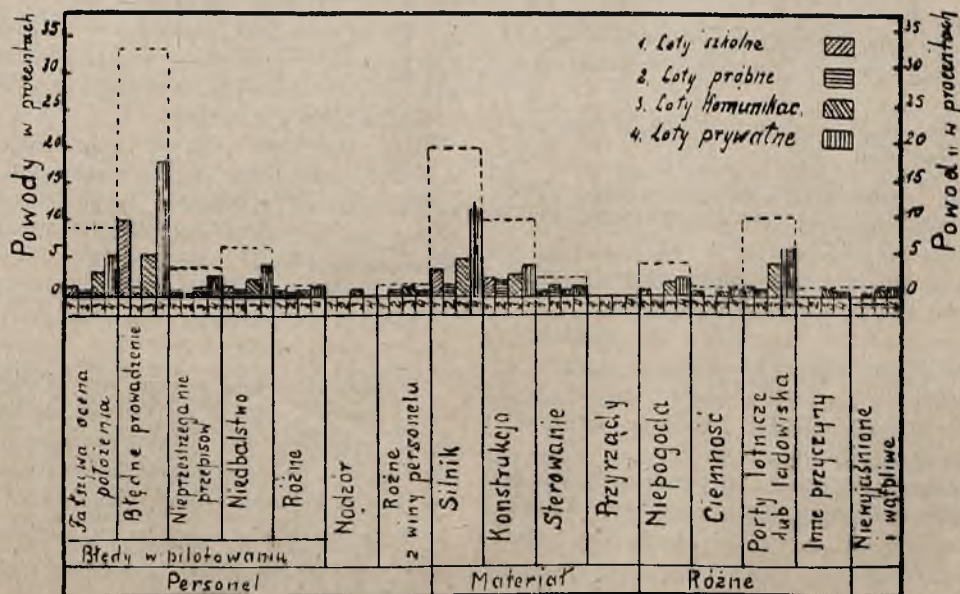 Powody w procentach
35
30
25
20
15
10
5
0
1. Loty szkolne
2. Loty próbne
3. Loty Komunikac.
4. Loty prywatne
35
30
25
20
15
10
5
0
Fałszywa ocena
położenia
Błędne prowadzenie
Nieprzestrzeganie
przepisów
Niedbalstwo
Różne
Nadzór
Różne
z winy personelu
Silnik
Konstrukcja
Sterowanie
Przyrządy
Niepogoda
Ciemność
Porty lotnicze
lub lądowiska
Inne przyczyny
Niewyjaśnione
i wątpliwe
Błędy w pilotowaniu
Personel
Materiał
Różne